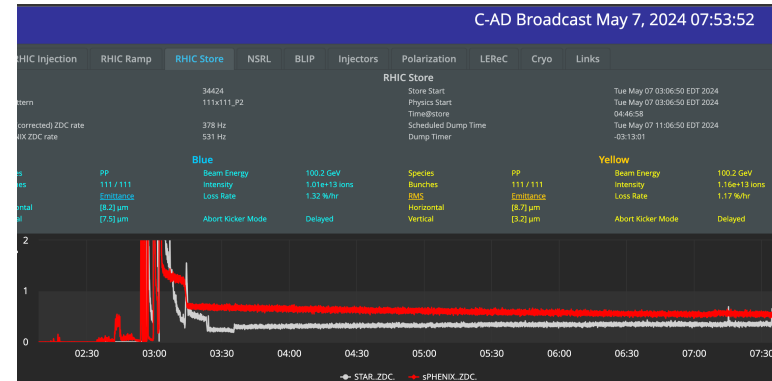 C-AD Broadcast May 7, 2024 07:53:52
RHIC Injection RHIC Ramp RHIC Store NSRL BLIP Injectors Polarization LEReC Cryo Links
RHIC Store
34424 Store Start Tue May 07 03:06:50 EDT 2024
ttern 111x111_P2 Physics Start Tue May 07 03:06:50 EDT 2024
Time@store 04:46:58
corrected) ZDC rate 378 Hz Scheduled Dump Time Tue May 07 11:06:50 EDT 2024
NIX ZDC rate 531 Hz Dump Timer -03:13:01
Blue Yellow
es PP Beam Energy 100.2 GeV Species PP Beam Energy 100.2 GeV
hes 111 / 111 Intensity 1.01e+13 ions Bunches 111 / 111 Intensity 1.16e+13 ions
Emittance Loss Rate 1.32 %/hr RMS Emittance Loss Rate 1.17 %/hr
ontal [8.2] µm Horizontal [8.7] µm
al [7.5] µm Abort Kicker Mode Delayed Vertical [3.2] µm Abort Kicker Mode Delayed
2
1
0
02:30 03:00 03:30 04:00 04:30 05:00 05:30 06:00 06:30 07:00 07:30
STAR..ZDC. sPHENIX..ZDC.